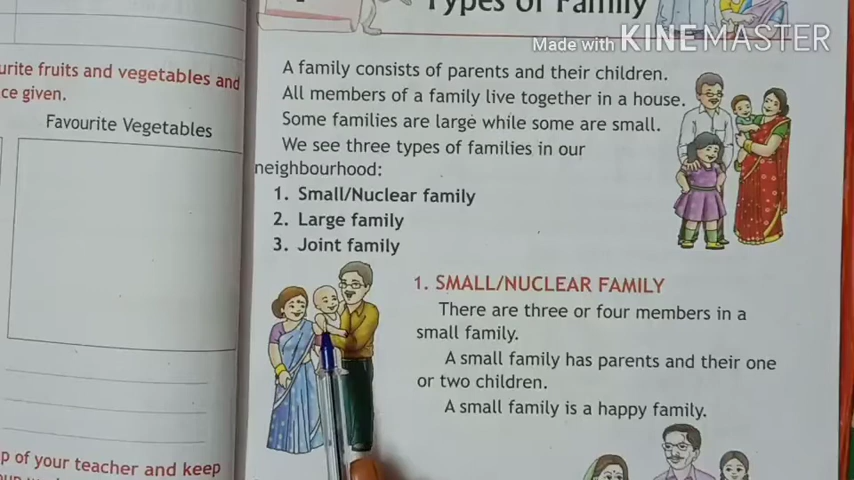 Types of Family
Made with KINEMASTER
urite fruits and vegetables and
ce given.
Favourite Vegetables
A family consists of parents and their children.
All members of a family live together in a house.
Some families are large while some are small.
We see three types of families in our
neighbourhood:
1. Small/Nuclear family
2. Large family
3. Joint family
1. SMALL/NUCLEAR FAMILY
There are three or four members in a
small family.
A small family has parents and their one
or two children.
A small family is a happy family.
p of your teacher and keep